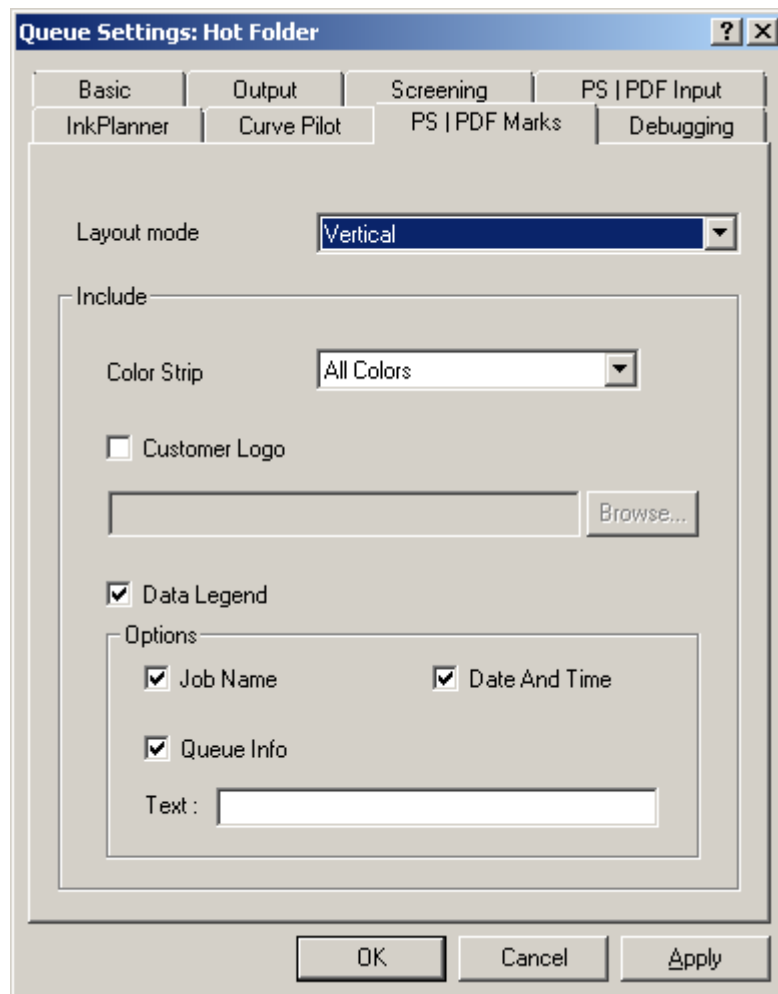 Queue Settings: Hot Folder
Basic Output Screening PS | PDF Input
InkPlanner Curve Pilot PS | PDF Marks Debugging
Layout mode Vertical
Include
Color Strip All Colors
Customer Logo
Browse...
Data Legend
Options
Job Name Date And Time
Queue Info
Text :
OK Cancel Apply